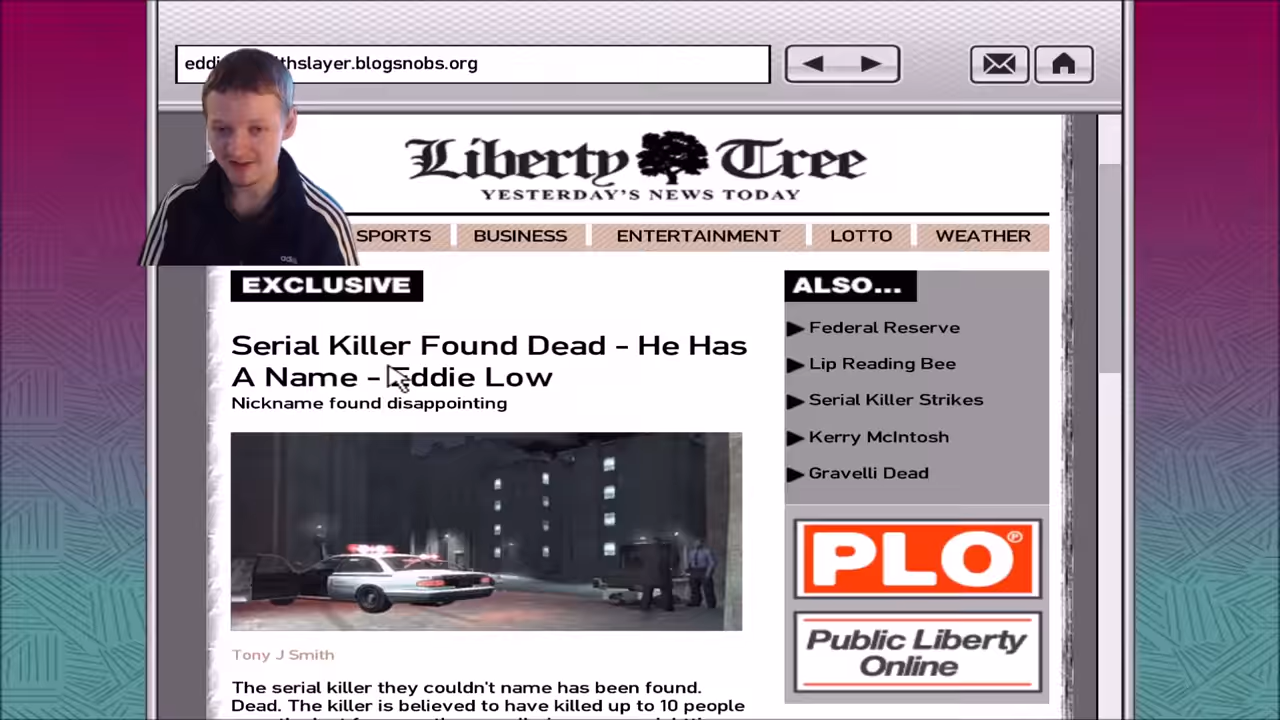 eddi thslayer.blogsnobs.org
Liberty Tree
YESTERDAY'S NEWS TODAY
SPORTS BUSINESS ENTERTAINMENT LOTTO WEATHER
EXCLUSIVE
Serial Killer Found Dead - He Has
A Name - Eddie Low
Nickname found disappointing
Tony J Smith
The serial killer they couldn't name has been found.
Dead. The killer is believed to have killed up to 10 people
ALSO...
Federal Reserve
Lip Reading Bee
Serial Killer Strikes
Kerry McIntosh
Gravelli Dead
PLO®
Public Liberty
Online
adidas